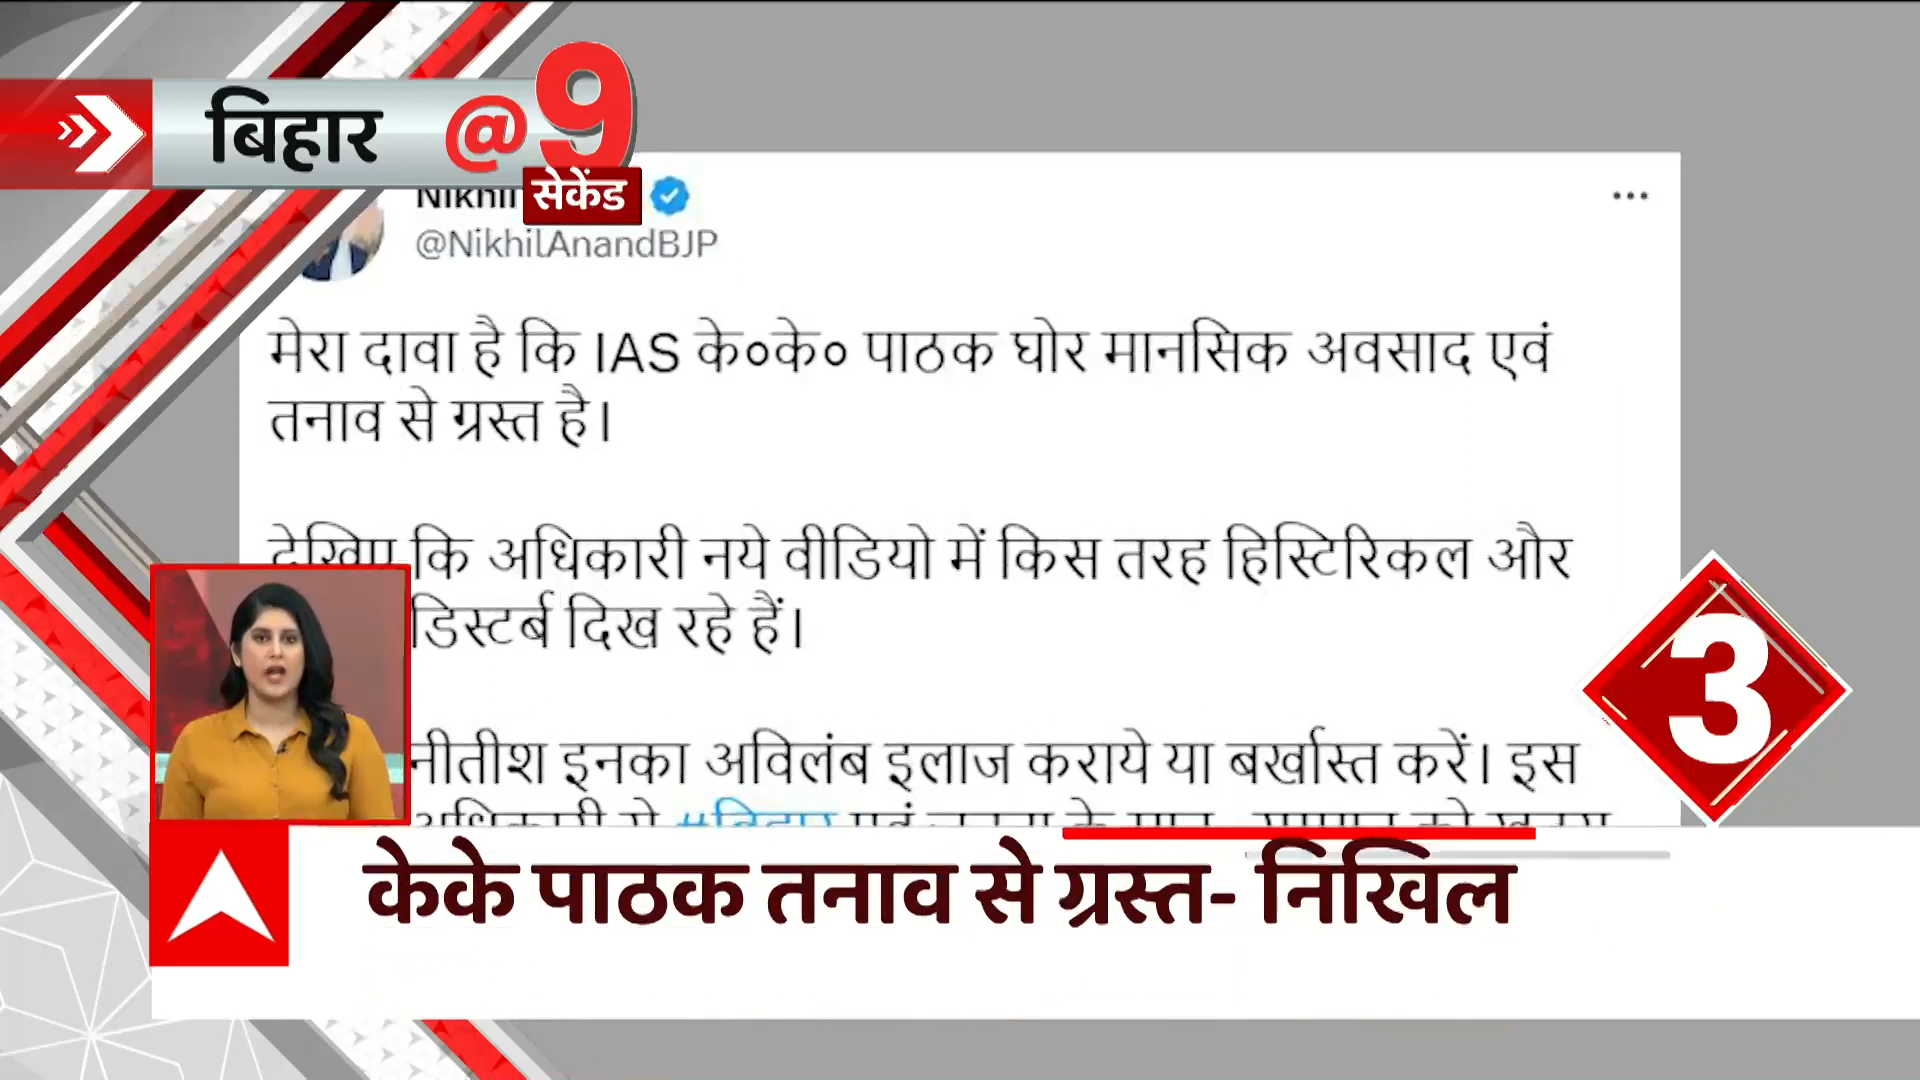 बिहार @9
सेकेंड
Nikhil
@NikhilAnandBJP
मेरा दावा है कि IAS के०के० पाठक घोर मानसिक अवसाद एवं
तनाव से ग्रस्त है।
देखिए कि अधिकारी नये वीडियो में किस तरह हिस्टिरिकल और
डिस्टर्ब दिख रहे हैं।
नीतीश इनका अविलंब इलाज कराये या बर्खास्त करें। इस
3
केके पाठक तनाव से ग्रस्त- निखिल